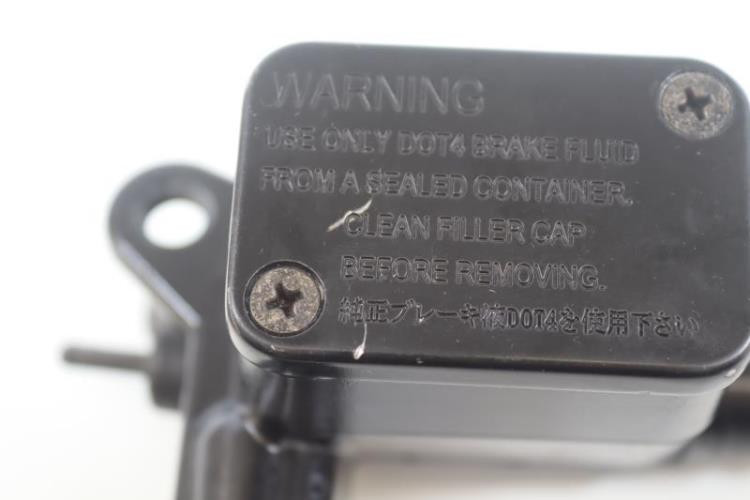 WARNING
USE ONLY DOT4 BRAKE FLUID
FROM A SEALED CONTAINER.
CLEAN FILLER CAP
BEFORE REMOVING.
純正ブレーキ液DOT4を使用下さい